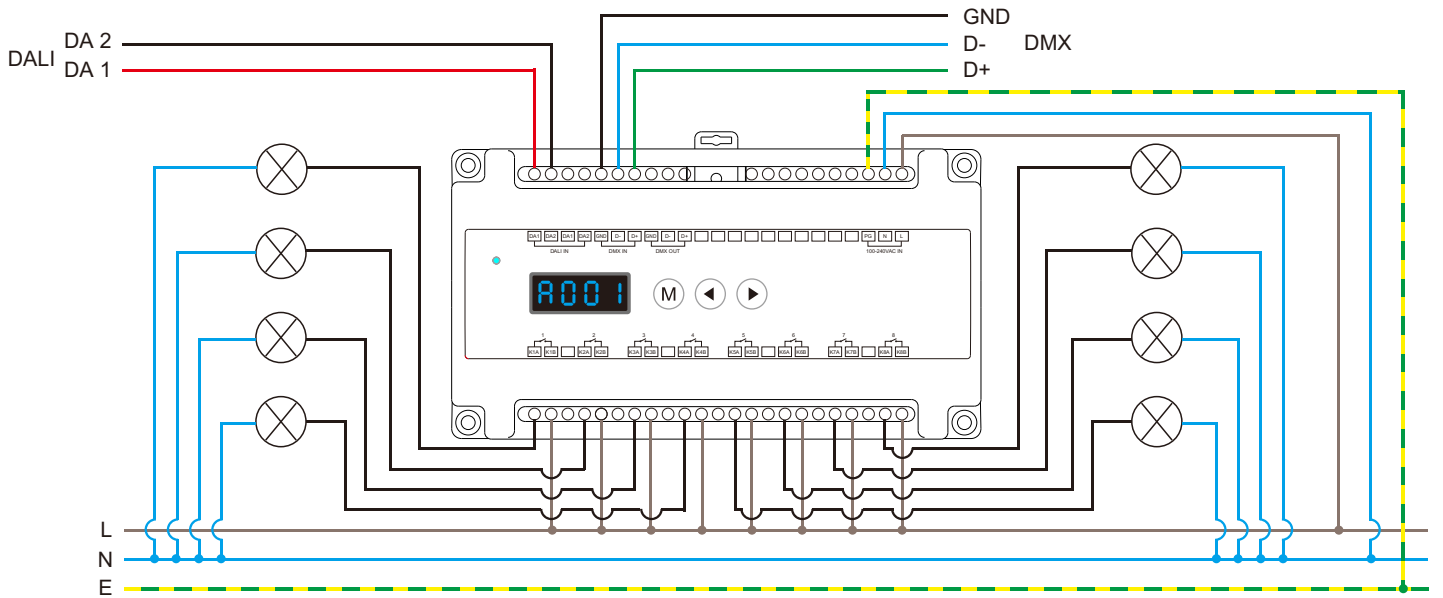 GND
DA 2
D-
DMX
DALI
DA 1
D+
DA1 DA2 DA1 DA2 GND D- D+ GND D- D+ PG N L
DALI IN DMX IN DMX OUT 100-240VAC IN
A001
M
1 2 3 4 5 6 7 8
K1A K1B K2A K2B K3A K3B K4A K4B K5A K5B K6A K6B K7A K7B K8A K8B
L
N
E